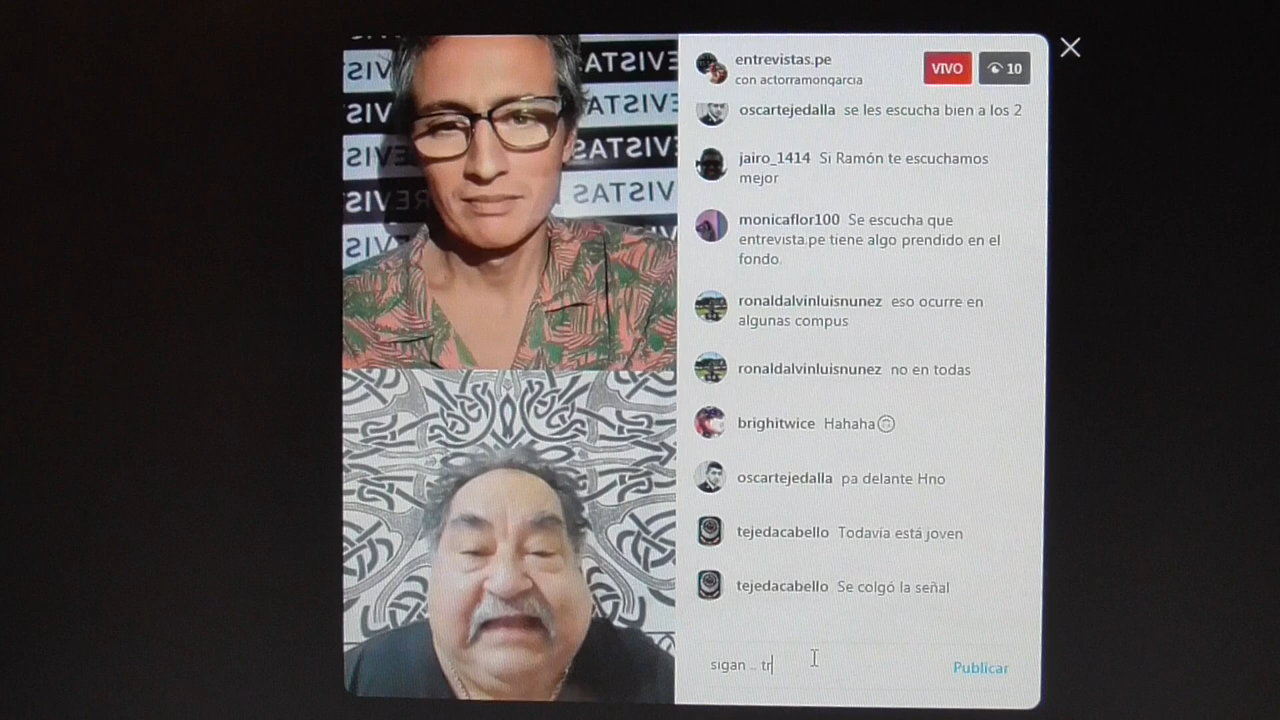 entrevistas.pe
con actorramongarcia
VIVO
10
oscartejedalla se les escucha bien a los 2
jairo_1414 Si Ramón te escuchamos
mejor
monicaflor100 Se escucha que
entrevista.pe tiene algo prendido en el
fondo.
ronaldalvinluisnunez eso ocurre en
algunas compus
ronaldalvinluisnunez no en todas
brighitwice Hahaha☺
oscartejedalla pa delante Hno
tejedacabello Todavía está joven
tejedacabello Se colgó la señal
sigan .. tr
Publicar